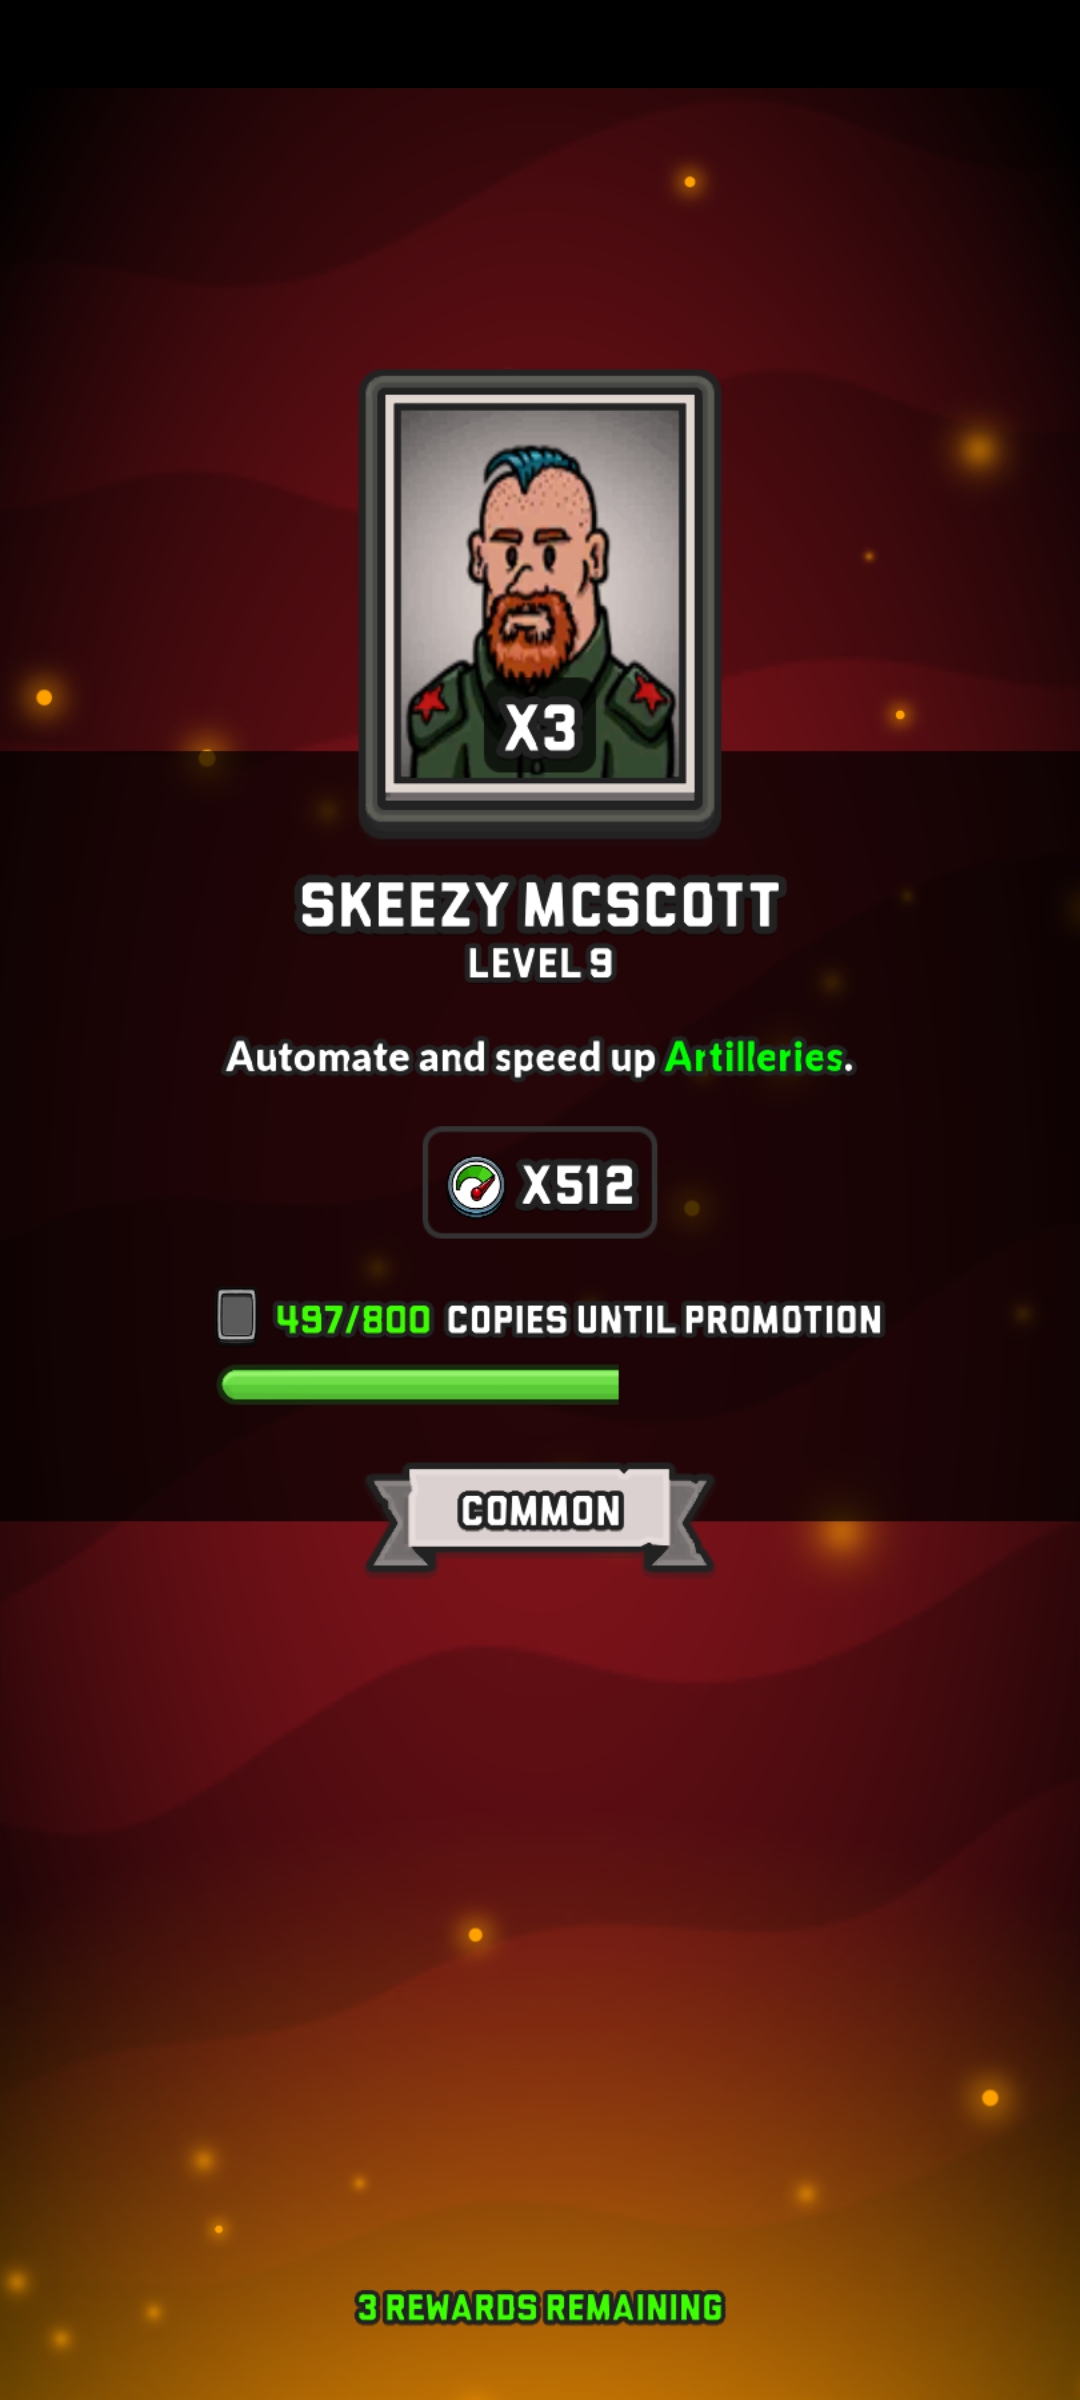 X3
SKEEZY MCSCOTT
LEVEL 9
Automate and speed up Artilleries.
X512
497/800 COPIES UNTIL PROMOTION
COMMON
3 REWARDS REMAINING